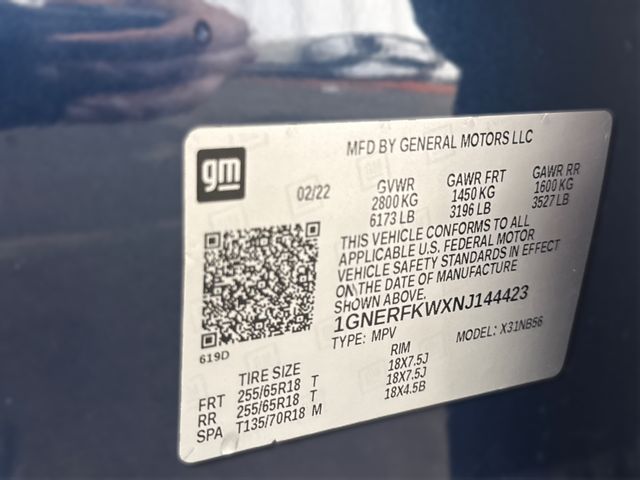 MFD BY GENERAL MOTORS LLC
gm
02/22
GVWR
2800 KG
6173 LB
GAWR FRT
1450 KG
3196 LB
GAWR RR
1600 KG
3527 LB
THIS VEHICLE CONFORMS TO ALL
APPLICABLE U.S. FEDERAL MOTOR
VEHICLE SAFETY STANDARDS IN EFFECT
ON THE DATE OF MANUFACTURE
SHOWN ABOVE.
1GNERFKWXNJ144423
TYPE: MPV MODEL: X31NB56
619D
TIRE SIZE RIM
FRT 255/65R18 T 18X7.5J
RR 255/65R18 T 18X7.5J
SPA T135/70R18 M 18X4.5B